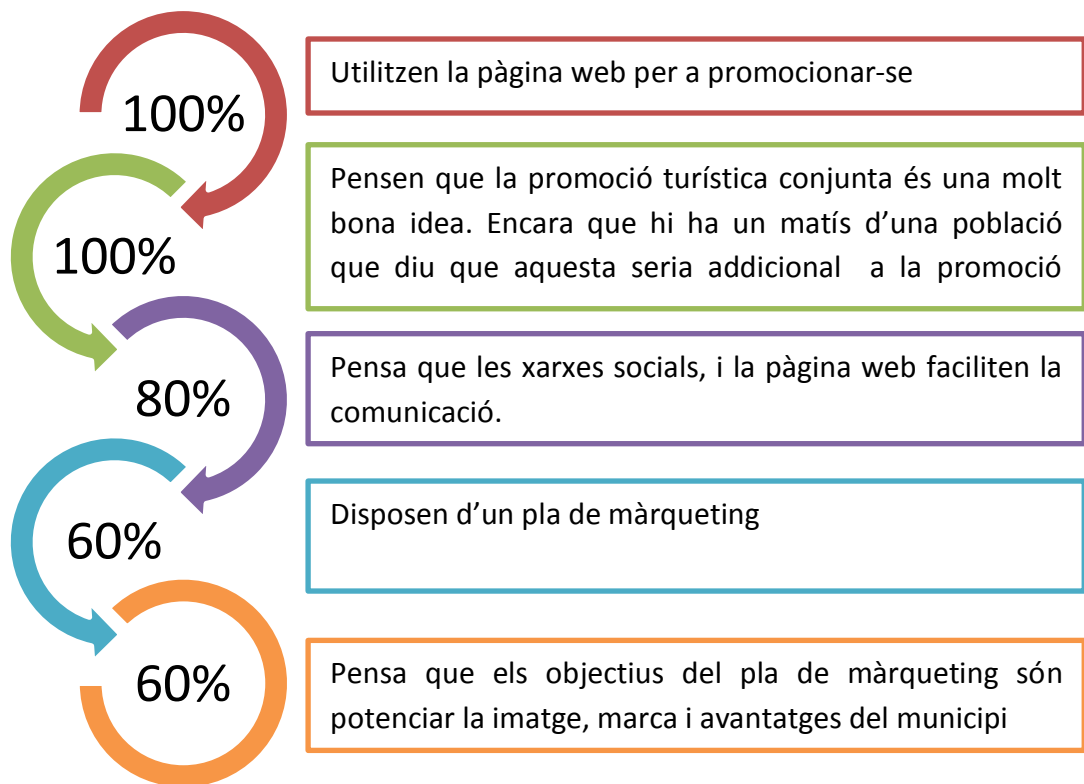 100%
Utilitzen la pàgina web per a promocionar-se
100%
Pensen que la promoció turística conjunta és una molt
bona idea. Encara que hi ha un matís d’una població
que diu que aquesta seria addicional a la promoció
80%
Pensa que les xarxes socials, i la pàgina web faciliten la
comunicació.
60%
Disposen d’un pla de màrqueting
60%
Pensa que els objectius del pla de màrqueting són
potenciar la imatge, marca i avantatges del municipi